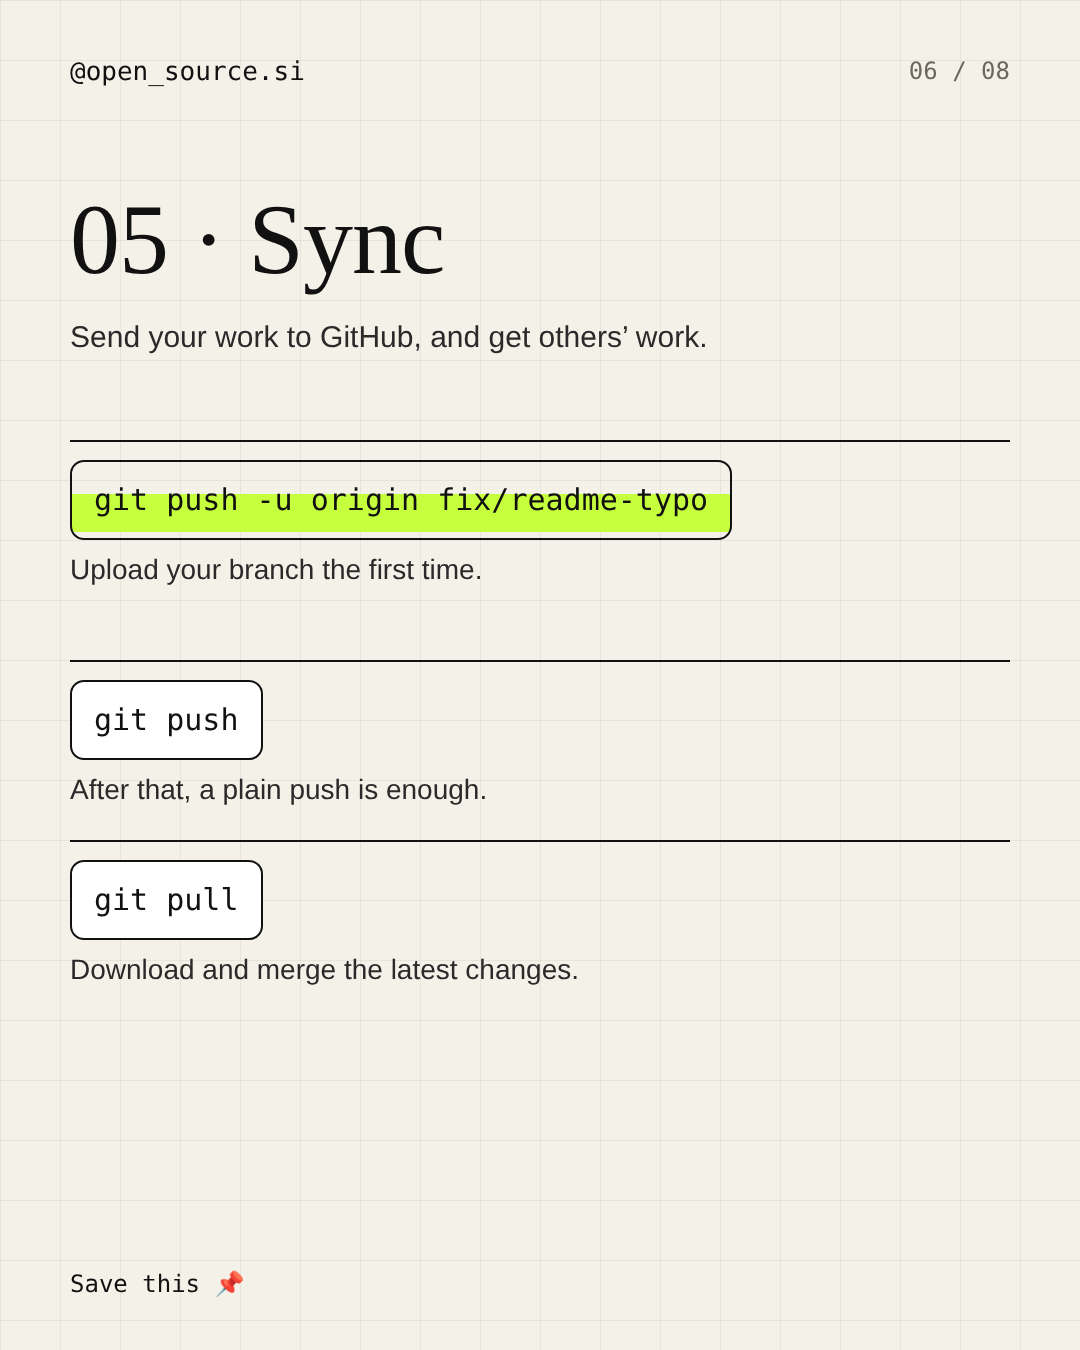 @open_source.si
06 / 08
05 · Sync
Send your work to GitHub, and get others’ work.
git push -u origin fix/readme-typo
Upload your branch the first time.
git push
After that, a plain push is enough.
git pull
Download and merge the latest changes.
Save this 📌